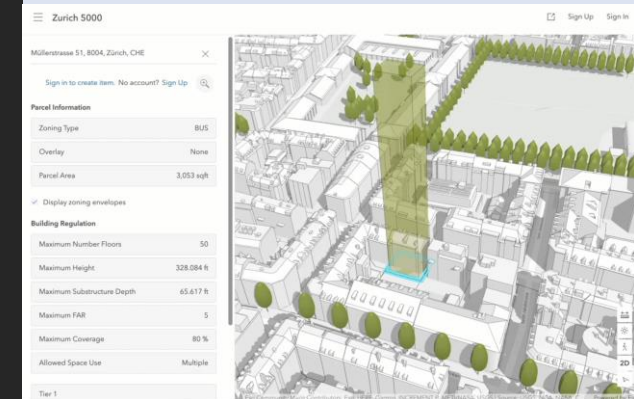 Zurich 5000
Sign Up Sign In
Müllerstrasse 51, 8004, Zürich, CHE
Sign in to create item. No account? Sign Up
Parcel Information
Zoning Type BUS
Overlay None
Parcel Area 3,053 sqft
Display zoning envelopes
Building Regulation
Maximum Number Floors 50
Maximum Height 328.084 ft
Maximum Substructure Depth 65.617 ft
Maximum FAR 5
Maximum Coverage 80 %
Allowed Space Use Multiple
Tier 1
2D